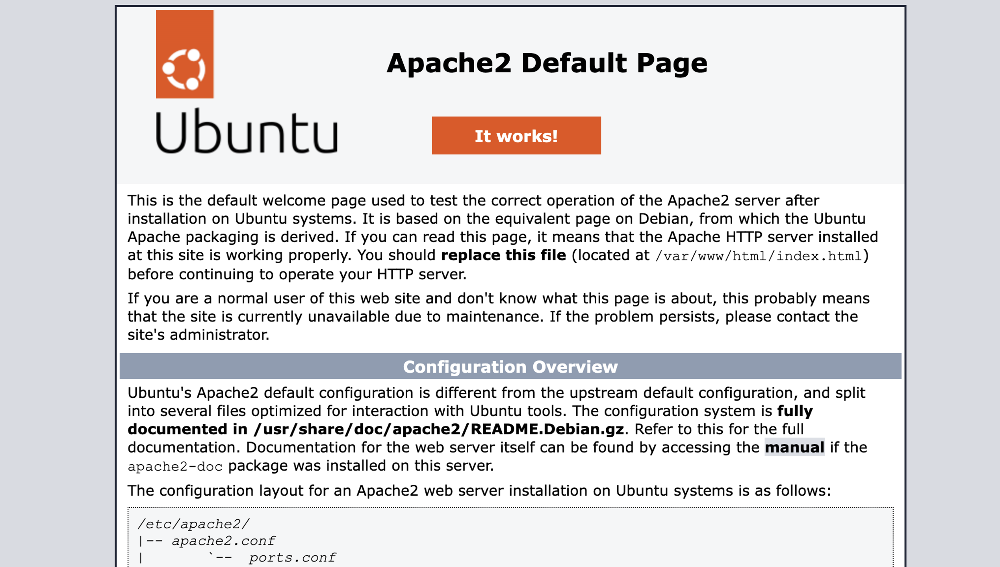 Ubuntu
Apache2 Default Page
It works!
This is the default welcome page used to test the correct operation of the Apache2 server after
installation on Ubuntu systems. It is based on the equivalent page on Debian, from which the Ubuntu
Apache packaging is derived. If you can read this page, it means that the Apache HTTP server installed
at this site is working properly. You should replace this file (located at /var/www/html/index.html)
before continuing to operate your HTTP server.
If you are a normal user of this web site and don't know what this page is about, this probably means
that the site is currently unavailable due to maintenance. If the problem persists, please contact the
site's administrator.
Configuration Overview
Ubuntu's Apache2 default configuration is different from the upstream default configuration, and split
into several files optimized for interaction with Ubuntu tools. The configuration system is fully
documented in /usr/share/doc/apache2/README.Debian.gz. Refer to this for the full
documentation. Documentation for the web server itself can be found by accessing the manual if the
apache2-doc package was installed on this server.
The configuration layout for an Apache2 web server installation on Ubuntu systems is as follows:
/etc/apache2/
|-- apache2.conf
|       `--  ports.conf